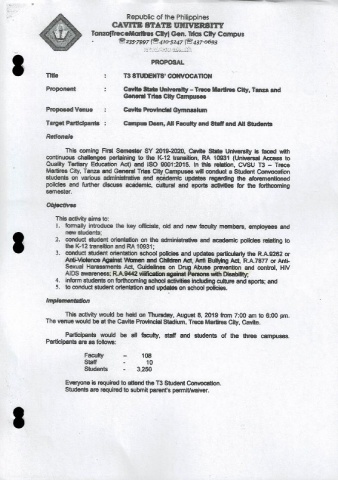 Republic of the Philippines
CAVITE STATE UNIVERSITY
Tanza|Trece Martires City| Gen. Trias City Campus
PROPOSAL
Title : T3 STUDENTS' CONVOCATION
Proponent : Cavite State University – Trece Martires City, Tanza and
General Trias City Campuses
Proposed Venue : Cavite Provincial Gymnasium
Target Participants : Campus Dean, All Faculty and Staff and All Students
Rationale
This coming First Semester SY 2019-2020, Cavite State University is faced with
continuous challenges pertaining to the K-12 transition, RA 10931 (Universal Access to
Quality Tertiary Education Act) and ISO 9001:2015. In this relation, CVSU T3 – Trece
Martires City, Tanza and General Trias City Campuses will conduct a Student Convocation
students on various administrative and academic updates regarding the aforementioned
policies and further discuss academic, cultural and sports activities for the forthcoming
semester.
Objectives
This activity aims to:
1. formally introduce the key officials, old and new faculty members, employees and
new students;
2. conduct student orientation on the administrative and academic policies relating to
the K-12 transition and RA 10931;
3. conduct student orientation school policies and updates particularly the R.A.9262 or
Anti-Violence Against Women and Children Act, Anti Bullying Act, R.A.7877 or Anti-
Sexual Harassments Act, Guidelines on Drug Abuse prevention and control, HIV
AIDS awareness; R.A.9442 vilification against Persons with Disability;
4. inform students on forthcoming school activities including culture and sports; and
5. to conduct student orientation and updates on school policies.
Implementation
This activity would be held on Thursday, August 8, 2019 from 7:00 am to 6:00 pm.
The venue would be at the Cavite Provincial Stadium, Trece Martires City, Cavite.
Participants would be all faculty, staff and students of the three campuses.
Participants are as follows:
Faculty - 108
Staff - 10
Students - 3,250
Everyone is required to attend the T3 Student Convocation.
Students are required to submit parent's permit/waiver.